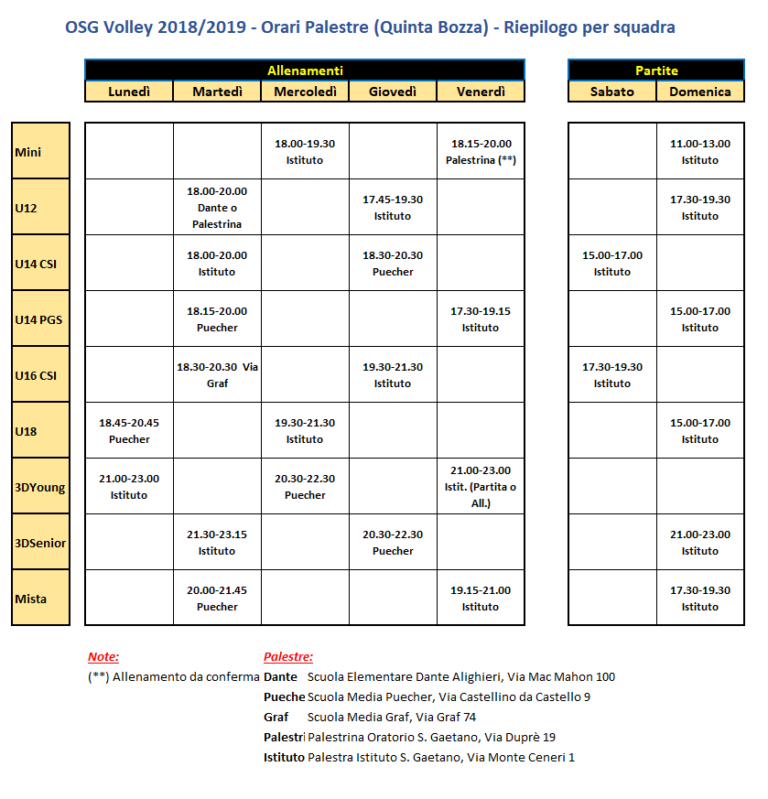 OSG Volley 2018/2019 - Orari Palestre (Quinta Bozza) - Riepilogo per squadra
Allenamenti Partite
Lunedì Martedì Mercoledì Giovedì Venerdì Sabato Domenica
Mini
18.00-19.30
Istituto
18.15-20.00
Palestrina (**)
11.00-13.00
Istituto
U12
18.00-20.00
Dante o
Palestrina
17.45-19.30
Istituto
17.30-19.30
Istituto
U14 CSI
18.00-20.00
Istituto
18.30-20.30
Puecher
15.00-17.00
Istituto
U14 PGS
18.15-20.00
Puecher
17.30-19.15
Istituto
15.00-17.00
Istituto
U16 CSI
18.30-20.30 Via
Graf
19.30-21.30
Istituto
17.30-19.30
Istituto
U18
18.45-20.45
Puecher
19.30-21.30
Istituto
15.00-17.00
Istituto
3DYoung
21.00-23.00
Istituto
20.30-22.30
Puecher
21.00-23.00
Istit. (Partita o
All.)
3DSenior
21.30-23.15
Istituto
20.30-22.30
Puecher
21.00-23.00
Istituto
Mista
20.00-21.45
Puecher
19.15-21.00
Istituto
17.30-19.30
Istituto
Note: Palestre:
(**) Allenamento da conferma Dante Scuola Elementare Dante Alighieri, Via Mac Mahon 100
Pueche Scuola Media Puecher, Via Castellino da Castello 9
Graf Scuola Media Graf, Via Graf 74
Palestri Palestrina Oratorio S. Gaetano, Via Duprè 19
Istituto Palestra Istituto S. Gaetano, Via Monte Ceneri 1